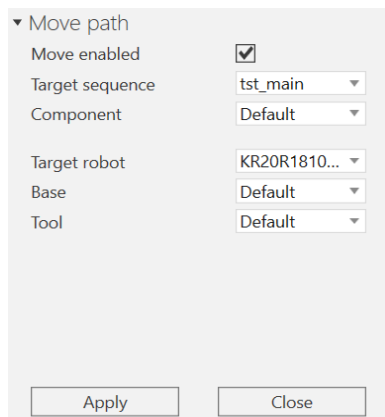 Move path
Move enabled
Target sequence tst_main
Component Default
Target robot KR20R1810...
Base Default
Tool Default
Apply Close